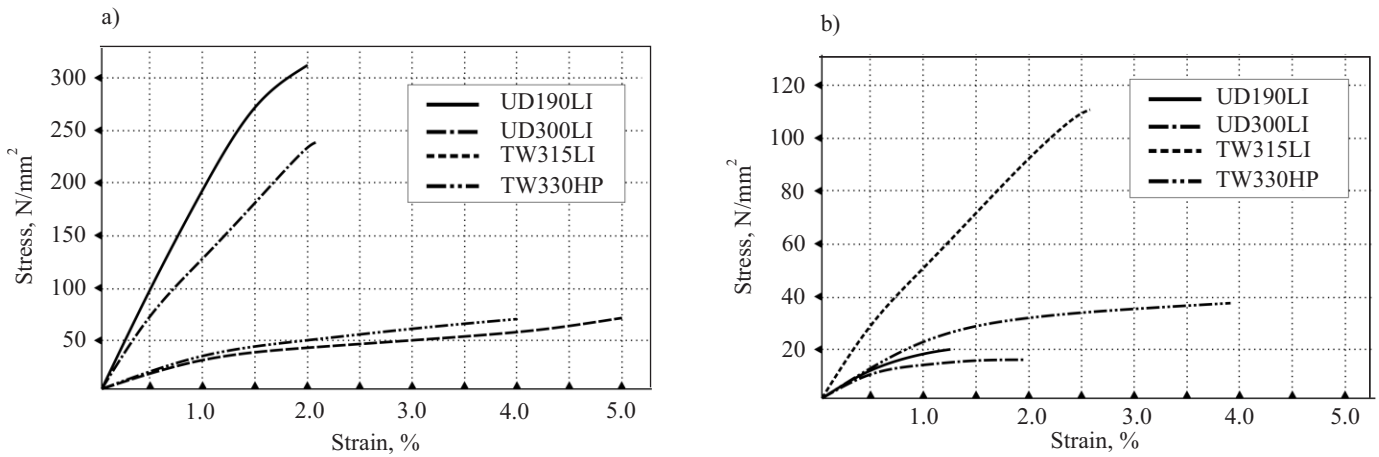 a)
Stress, N/mm²
300
250
200
150
100
50
UD190LI
UD300LI
TW315LI
TW330HP
1.0 2.0 3.0 4.0 5.0
Strain, %
b)
Stress, N/mm²
120
100
80
60
40
20
UD190LI
UD300LI
TW315LI
TW330HP
1.0 2.0 3.0 4.0 5.0
Strain, %